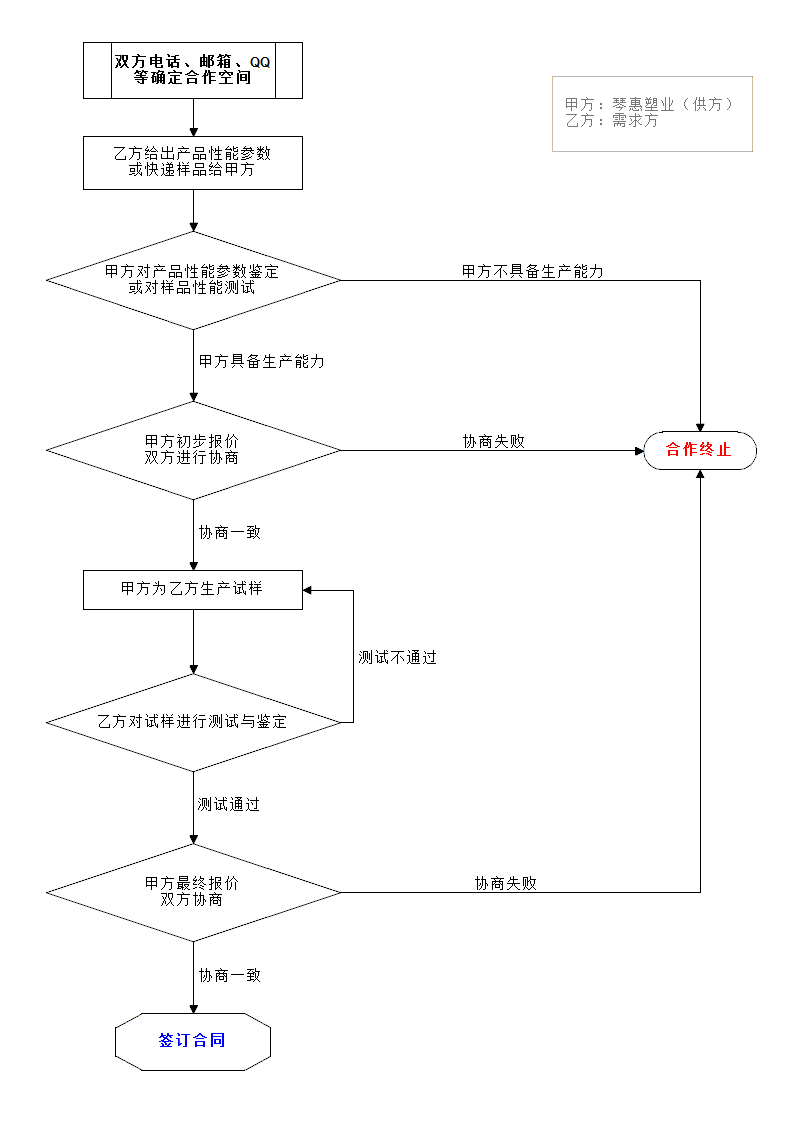 双方电话、邮箱、QQ
等确定合作空间
甲方：琴惠塑业（供方）
乙方：需求方
乙方给出产品性能参数
或快递样品给甲方
甲方对产品性能参数鉴定
或对样品性能测试
甲方不具备生产能力
甲方具备生产能力
甲方初步报价
双方进行协商
协商失败
合作终止
协商一致
甲方为乙方生产试样
测试不通过
乙方对试样进行测试与鉴定
测试通过
甲方最终报价
双方协商
协商失败
协商一致
签订合同